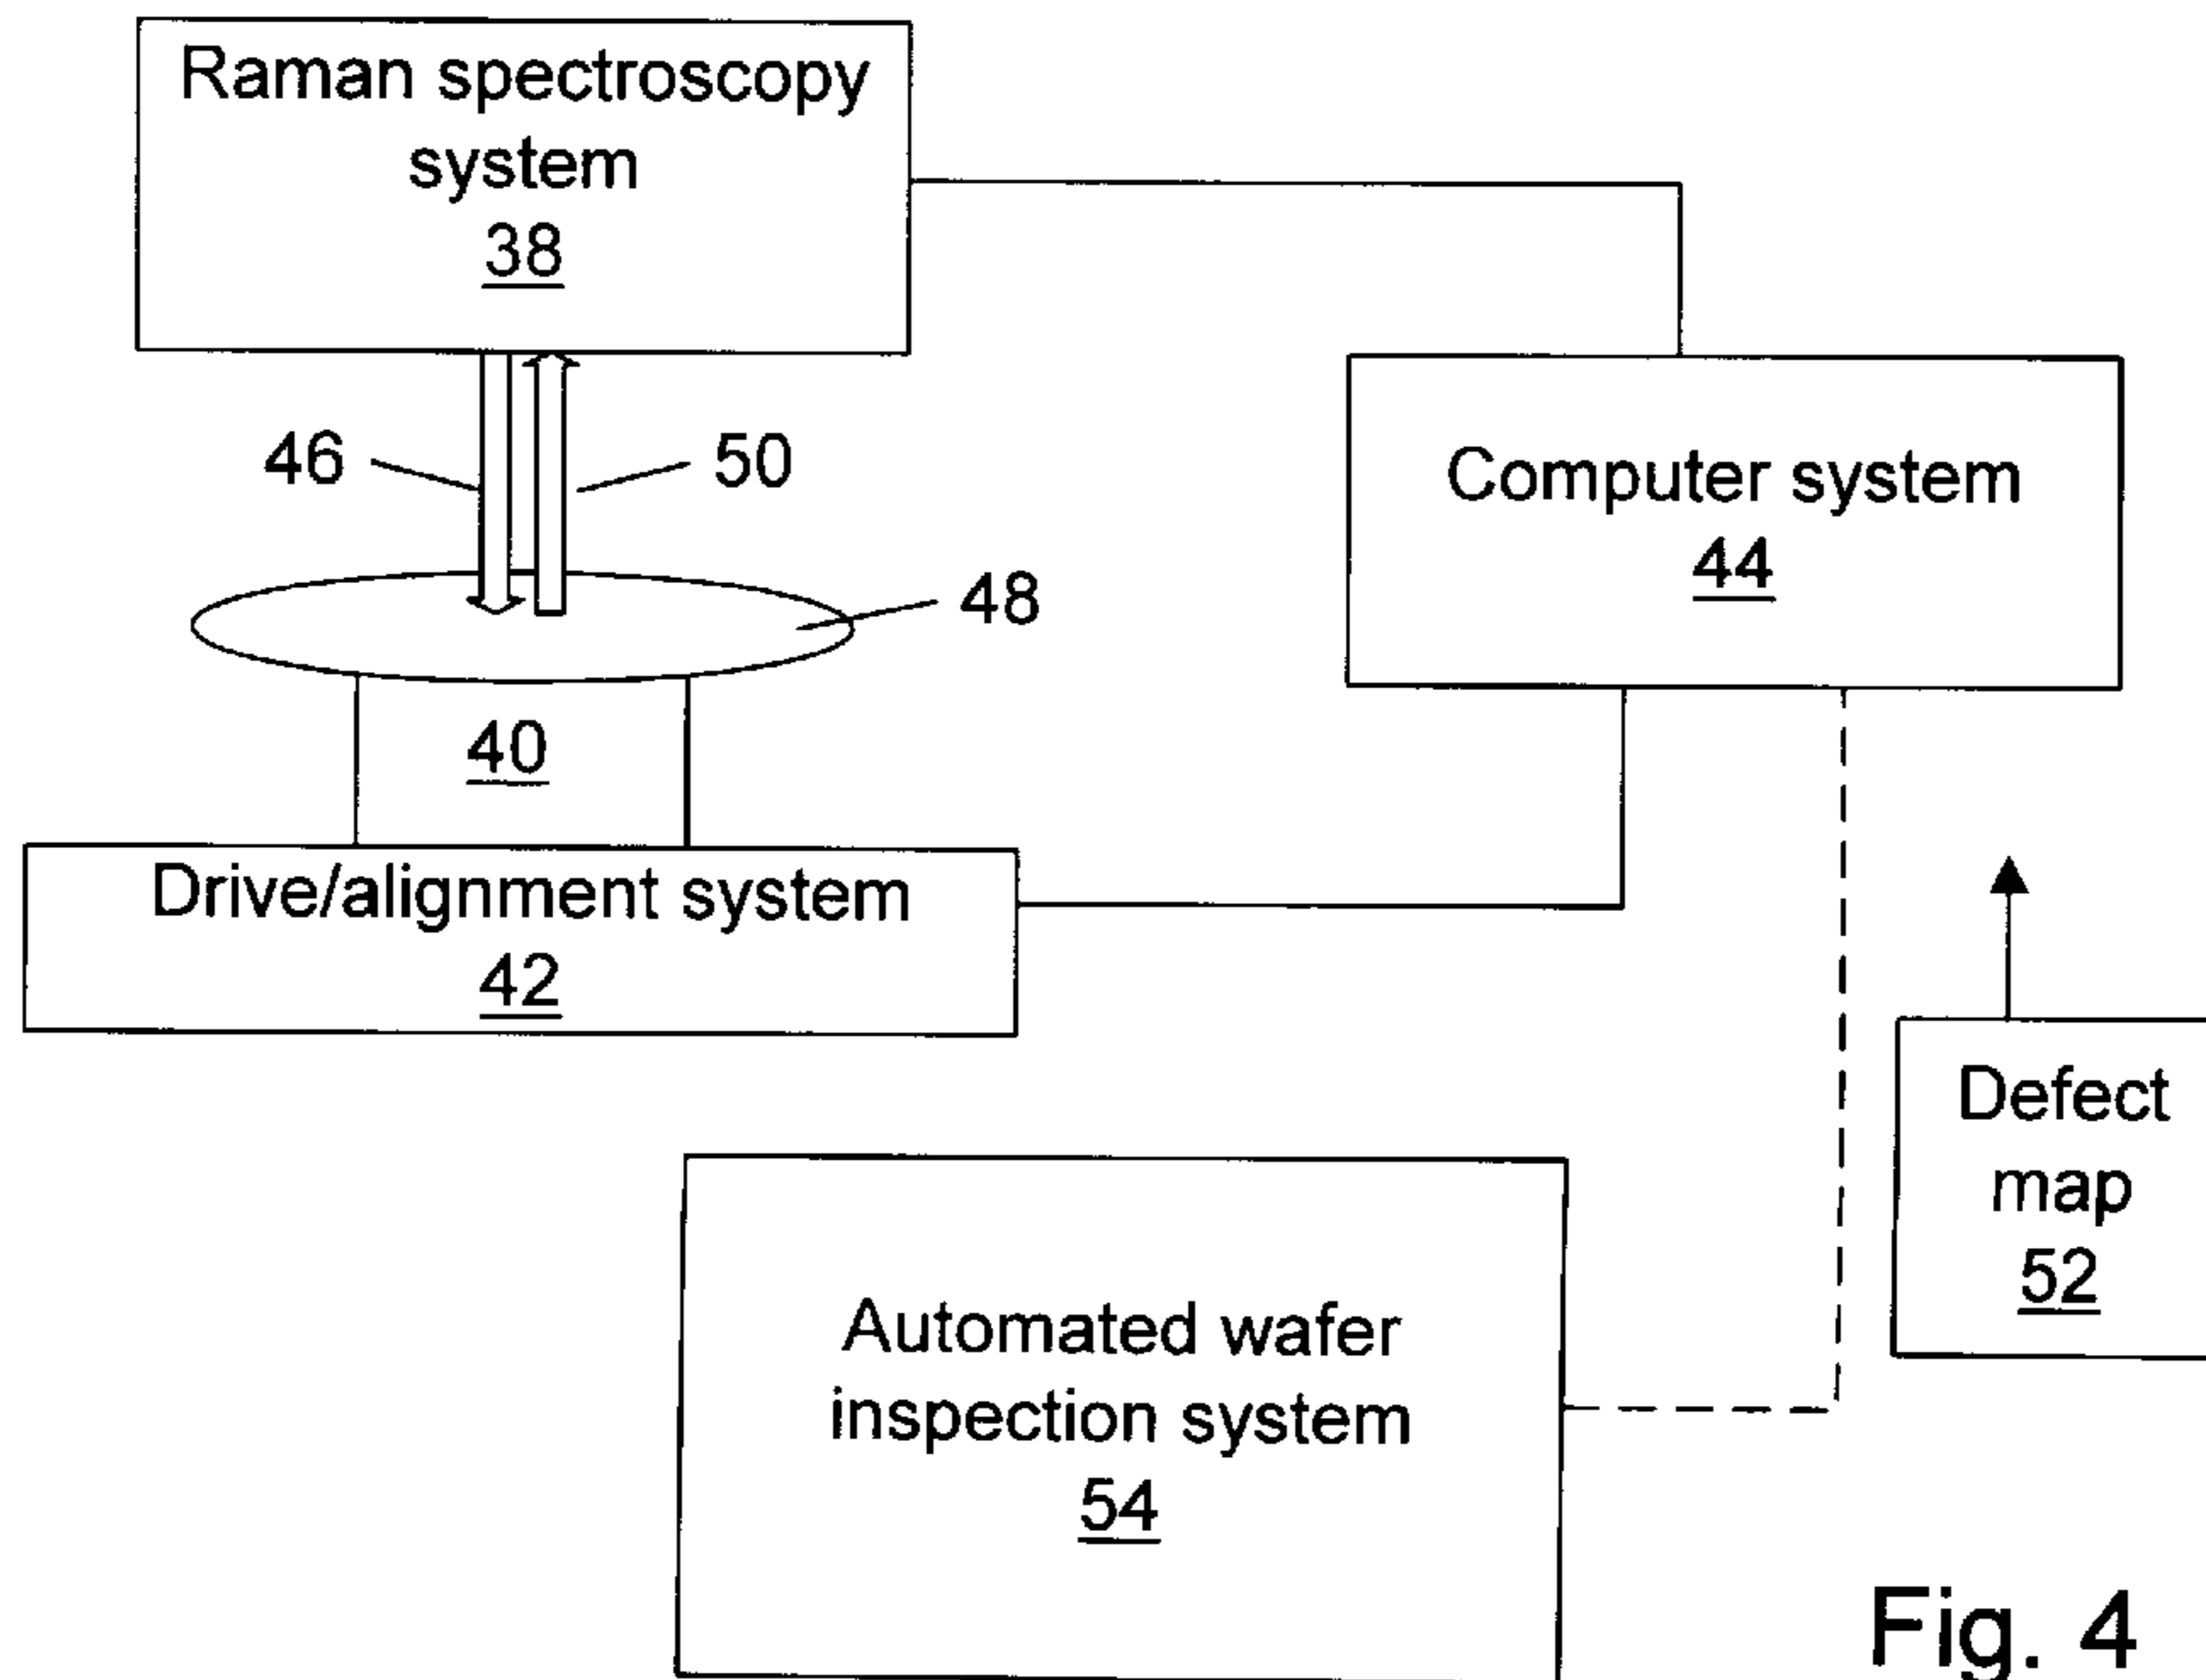 Raman spectroscopy
system
38
46
50
48
40
Drive/alignment system
42
Computer system
44
Defect
map
52
Automated wafer
inspection system
54
Fig. 4